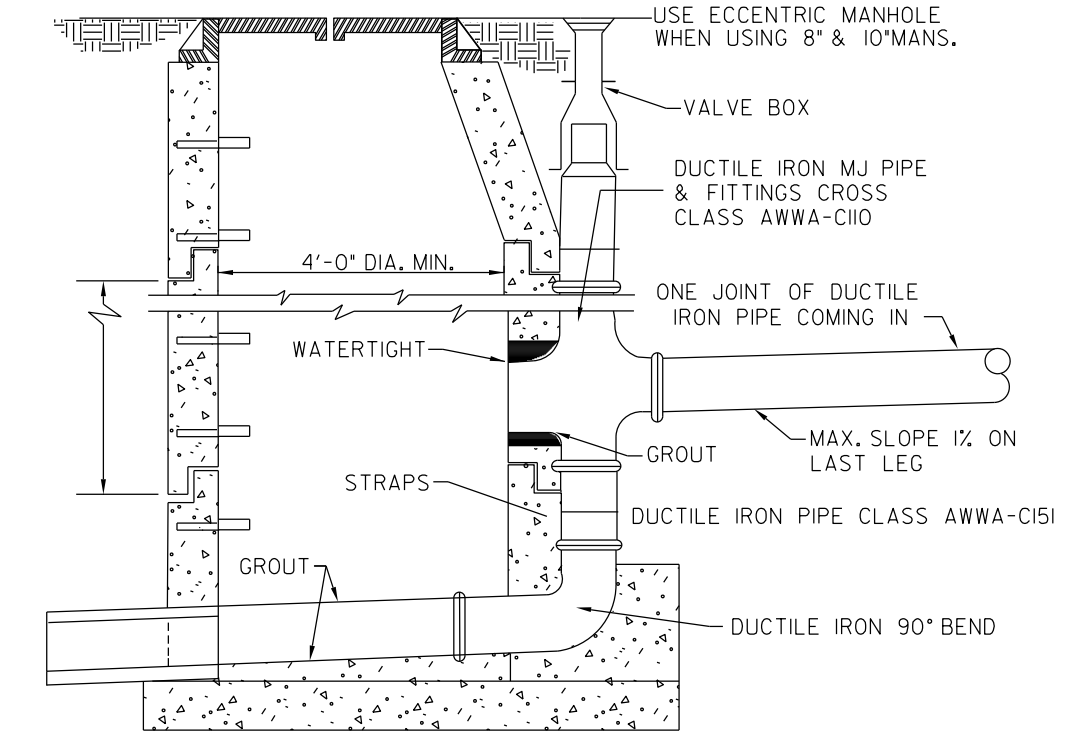 USE ECCENTRIC MANHOLE
WHEN USING 8" & 10"MANS.
VALVE BOX
DUCTILE IRON MJ PIPE
& FITTINGS CROSS
CLASS AWWA-C110
4'-0" DIA. MIN.
ONE JOINT OF DUCTILE
IRON PIPE COMING IN
WATERTIGHT
MAX. SLOPE 1% ON
LAST LEG
GROUT
STRAPS
DUCTILE IRON PIPE CLASS AWWA-C151
GROUT
DUCTILE IRON 90° BEND